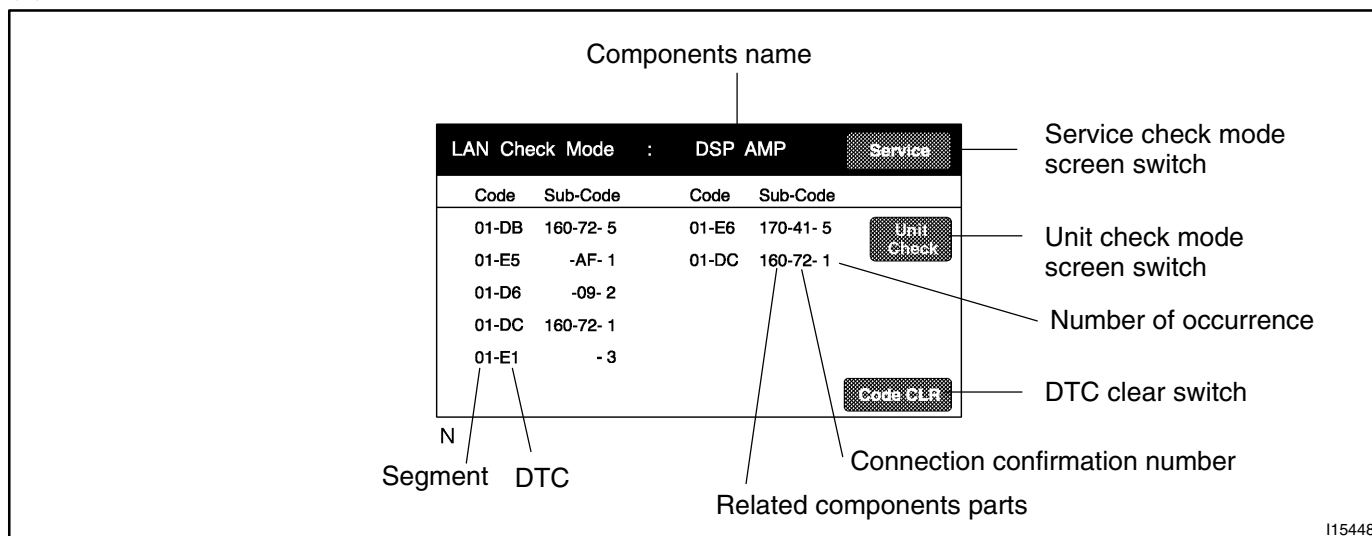 Components name
LAN Check Mode : DSP AMP Service
Service check mode
screen switch
Code Sub-Code Code Sub-Code
01-DB 160-72- 5 01-E6 170-41- 5
Unit
Check
Unit check mode
screen switch
01-E5 -AF- 1 01-DC 160-72- 1
01-D6 -09- 2
Number of occurrence
01-DC 160-72- 1
01-E1 - 3
Code CLR
DTC clear switch
N
Segment DTC
Connection confirmation number
Related components parts
I15448